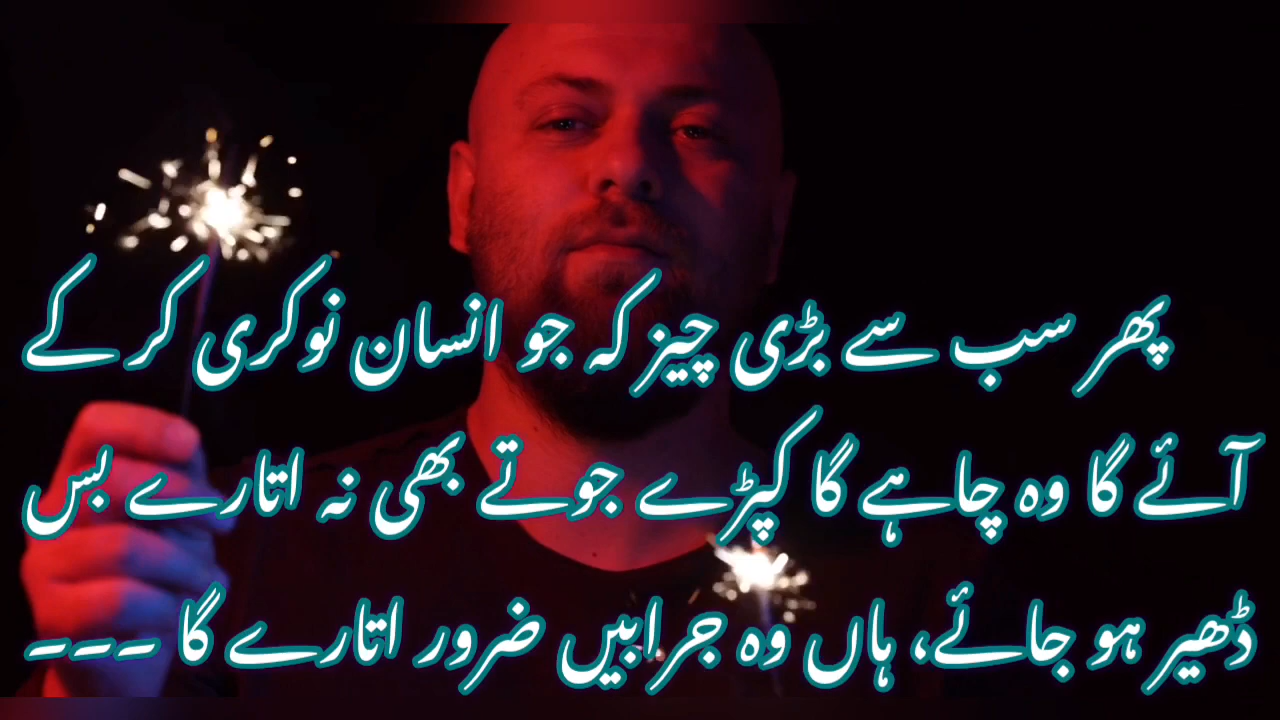 پھر سب سے بڑی چیز کہ جو انسان نوکری کر کے
آئے گا وہ چاہے گا کپڑے جوتے بھی نہ اتارے بس
ڈھیر ہو جائے، ہاں وہ جرابیں ضرور اتارے گا ۔۔۔